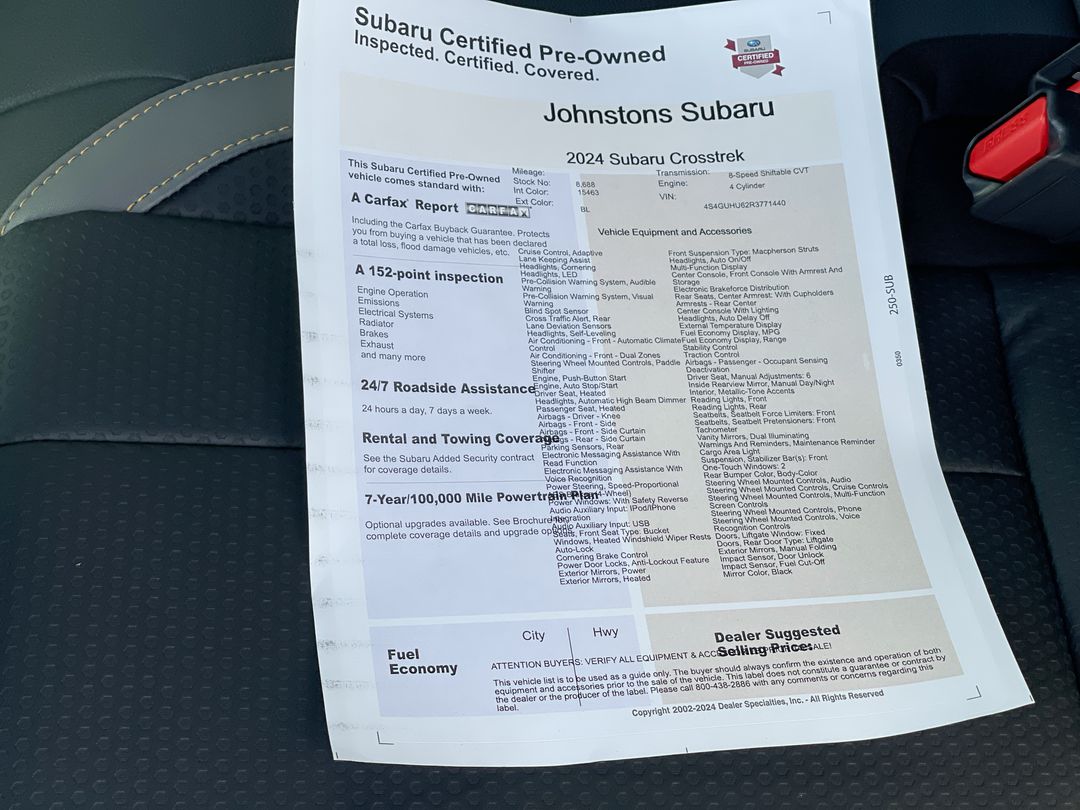 Subaru Certified Pre-Owned
Inspected. Certified. Covered.
SUBARU
CERTIFIED
PRE-OWNED
Johnstons Subaru
2024 Subaru Crosstrek
This Subaru Certified Pre-Owned
vehicle comes standard with:
A Carfax Report CARFAX
Including the Carfax Buyback Guarantee. Protects
you from buying a vehicle that has been declared
a total loss, flood damage vehicles, etc.
A 152-point inspection
Engine Operation
Emissions
Electrical Systems
Radiator
Brakes
Exhaust
and many more
24/7 Roadside Assistance
24 hours a day, 7 days a week.
Rental and Towing Coverage
See the Subaru Added Security contract
for coverage details.
7-Year/100,000 Mile Powertrain Plan
Optional upgrades available. See Brochure for
complete coverage details and upgrade options.
Mileage: 8,688
Stock No: 15463
Int Color:
Ext Color: BL
Transmission: 8-Speed Shiftable CVT
Engine: 4 Cylinder
VIN: 4S4GUHU62R3771440
Vehicle Equipment and Accessories
Cruise Control, Adaptive
Lane Keeping Assist
Headlights, Cornering
Headlights, LED
Pre-Collision Warning System, Audible
Warning
Pre-Collision Warning System, Visual
Warning
Blind Spot Sensor
Cross Traffic Alert, Rear
Lane Deviation Sensors
Headlights, Self-Leveling
Air Conditioning - Front - Automatic Climate
Control
Air Conditioning - Front - Dual Zones
Steering Wheel Mounted Controls, Paddle
Shifter
Engine, Push-Button Start
Engine, Auto Stop/Start
Driver Seat, Heated
Headlights, Automatic High Beam Dimmer
Passenger Seat, Heated
Airbags - Driver - Knee
Airbags - Front - Side
Airbags - Front - Side Curtain
Airbags - Rear - Side Curtain
Parking Sensors, Rear
Electronic Messaging Assistance With
Read Function
Electronic Messaging Assistance With
Voice Recognition
Power Steering, Speed-Proportional
(4-Wheel)
Power Windows: With Safety Reverse
Audio Auxiliary Input: IPod/IPhone
Integration
Audio Auxiliary Input: USB
Seats, Front Seat Type: Bucket
Windows, Heated Windshield Wiper Rests
Auto-Lock
Cornering Brake Control
Power Door Locks, Anti-Lockout Feature
Exterior Mirrors, Power
Exterior Mirrors, Heated
Front Suspension Type: Macpherson Struts
Headlights, Auto On/Off
Multi-Function Display
Center Console, Front Console With Armrest And
Storage
Electronic Brakeforce Distribution
Rear Seats, Center Armrest: With Cupholders
Armrests - Rear Center
Center Console With Lighting
Headlights, Auto Delay Off
External Temperature Display
Fuel Economy Display, MPG
Fuel Economy Display, Range
Stability Control
Traction Control
Airbags - Passenger - Occupant Sensing
Deactivation
Driver Seat, Manual Adjustments: 6
Inside Rearview Mirror, Manual Day/Night
Interior, Metallic-Tone Accents
Reading Lights, Front
Reading Lights, Rear
Seatbelts, Seatbelt Force Limiters: Front
Seatbelts, Seatbelt Pretensioners: Front
Tachometer
Vanity Mirrors, Dual Illuminating
Warnings And Reminders, Maintenance Reminder
Cargo Area Light
Suspension, Stabilizer Bar(s): Front
One-Touch Windows: 2
Rear Bumper Color, Body-Color
Steering Wheel Mounted Controls, Audio
Steering Wheel Mounted Controls, Cruise Controls
Steering Wheel Mounted Controls, Multi-Function
Screen Controls
Steering Wheel Mounted Controls, Phone
Steering Wheel Mounted Controls, Voice
Recognition Controls
Doors, Liftgate Window: Fixed
Doors, Rear Door Type: Liftgate
Exterior Mirrors, Manual Folding
Impact Sensor, Door Unlock
Impact Sensor, Fuel Cut-Off
Mirror Color, Black
250-SUB
0350
Fuel
Economy
City
Hwy
Dealer Suggested
Selling Price:
ATTENTION BUYERS: VERIFY ALL EQUIPMENT & SALE!
This vehicle list is to be used as a guide only. The buyer should always confirm the existence and operation of both
equipment and accessories prior to the sale of the vehicle. This label does not constitute a guarantee or contract by
the dealer or the producer of the label. Please call 800-438-2886 with any comments or concerns regarding this
label.
Copyright 2002-2024 Dealer Specialties, Inc. - All Rights Reserved
PRESS